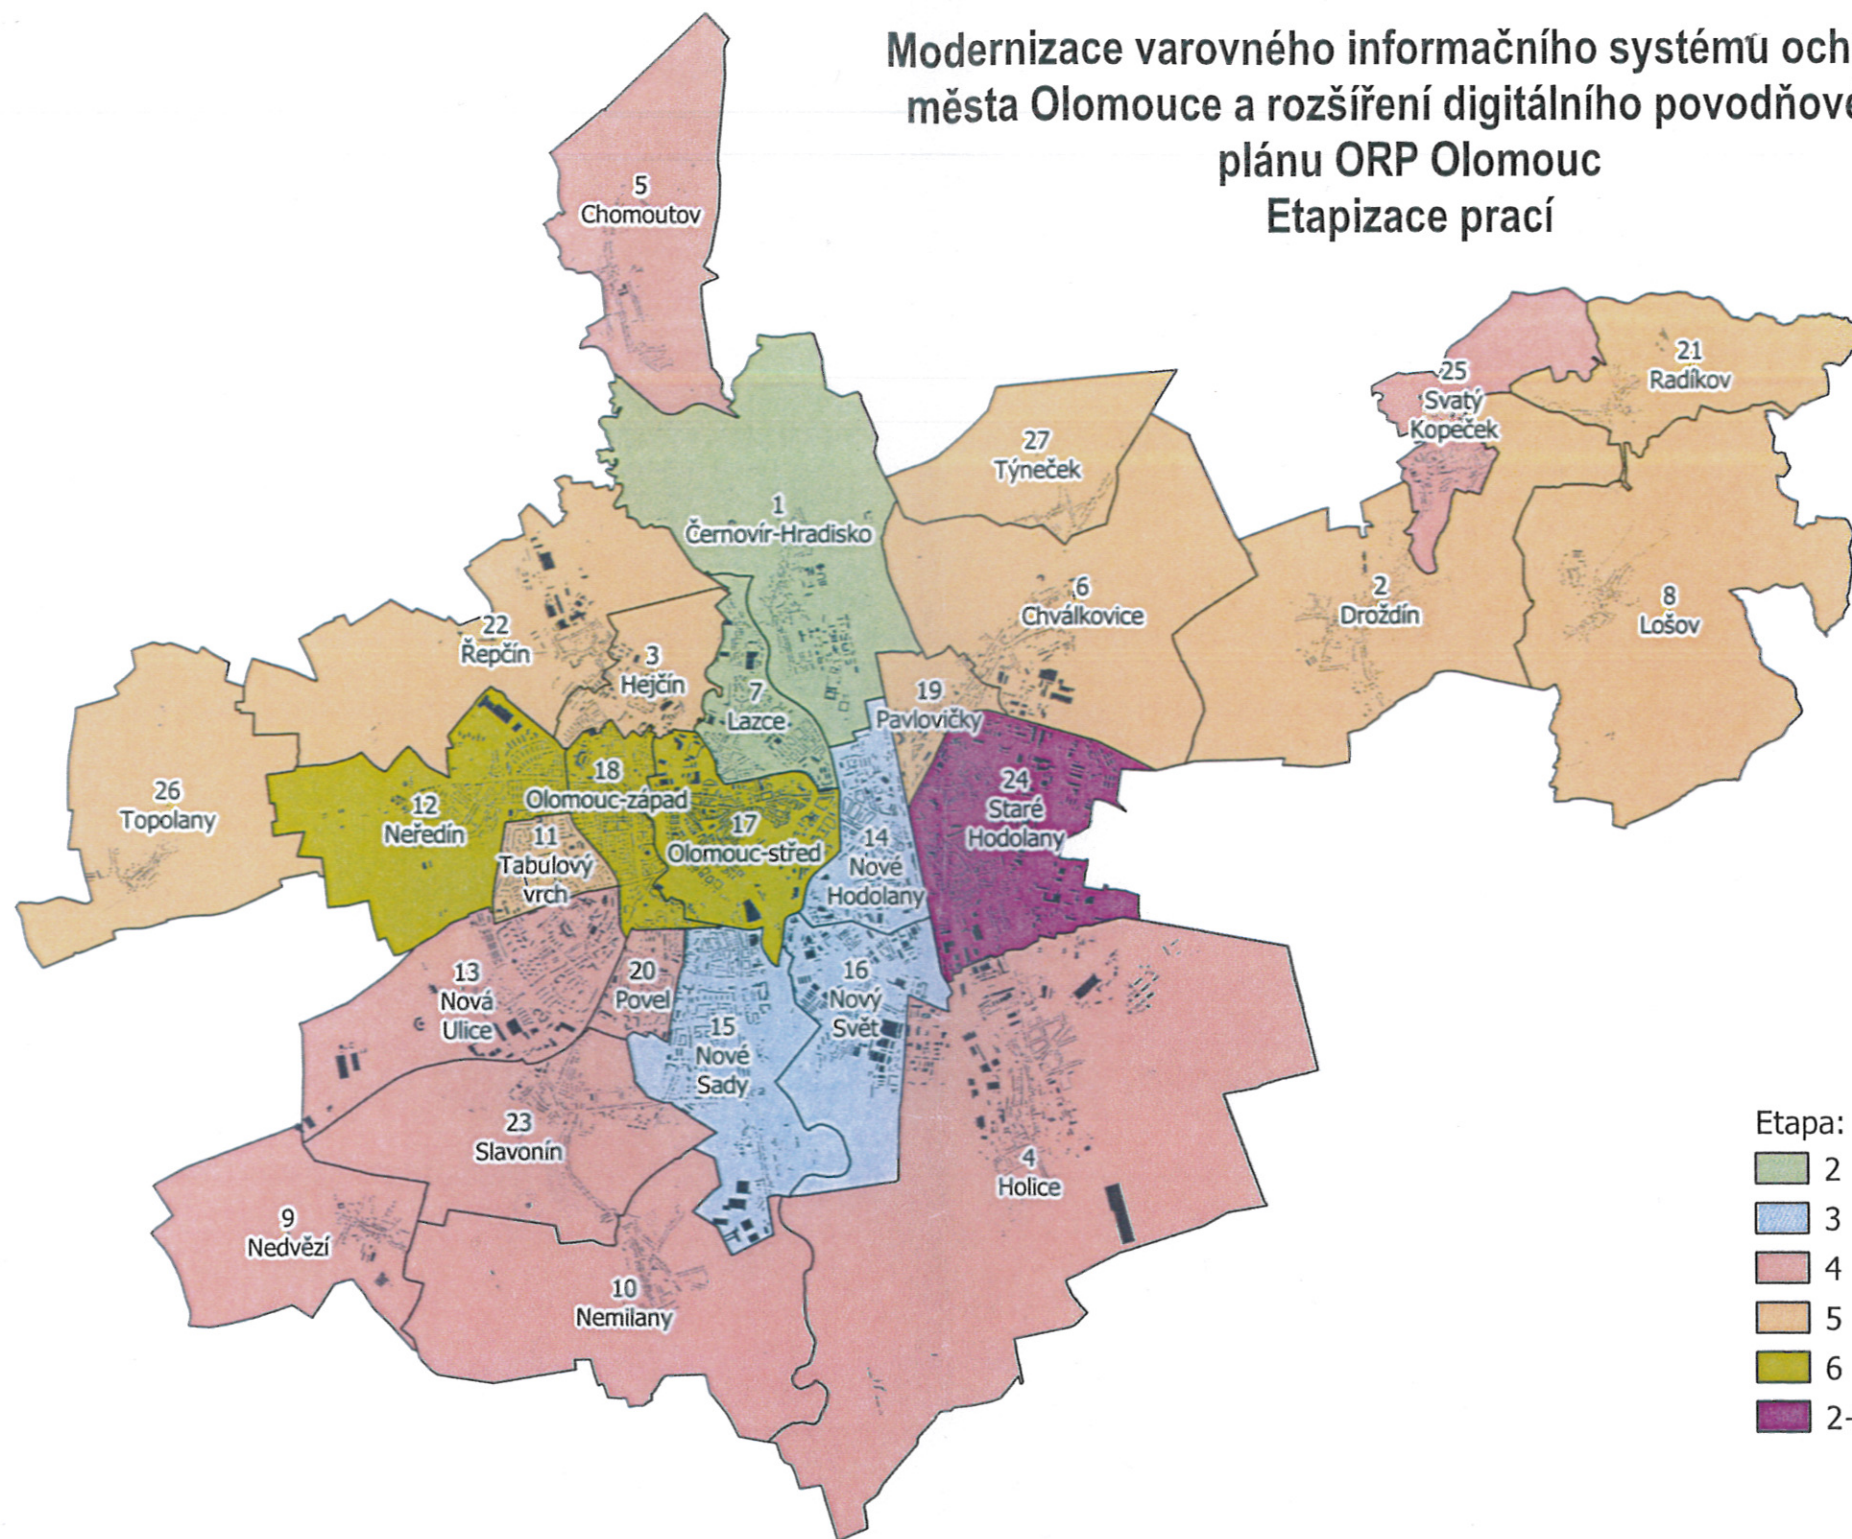 Modernizace varovného informačního systému och
města Olomouce a rozšíření digitálního povodňové
plánu ORP Olomouc
Etapizace prací
5
Chomoutov
21
Radíkov
25
Svatý
Kopeček
27
Týneček
1
Černovír-Hradisko
6
Chválkovice
2
Droždín
8
Lošov
22
Řepčín
3
Hejčín
7
Lazce
19
Pavlovičky
26
Topolany
12
Neředín
18
Olomouc-západ
17
Olomouc-střed
24
Staré
Hodolany
11
Tabulový
vrch
14
Nové
Hodolany
13
Nová
Ulice
20
Povel
16
Nový
Svět
15
Nové
Sady
23
Slavonín
4
Holice
9
Nedvězí
10
Nemilany
Etapa:
2
3
4
5
6
2-